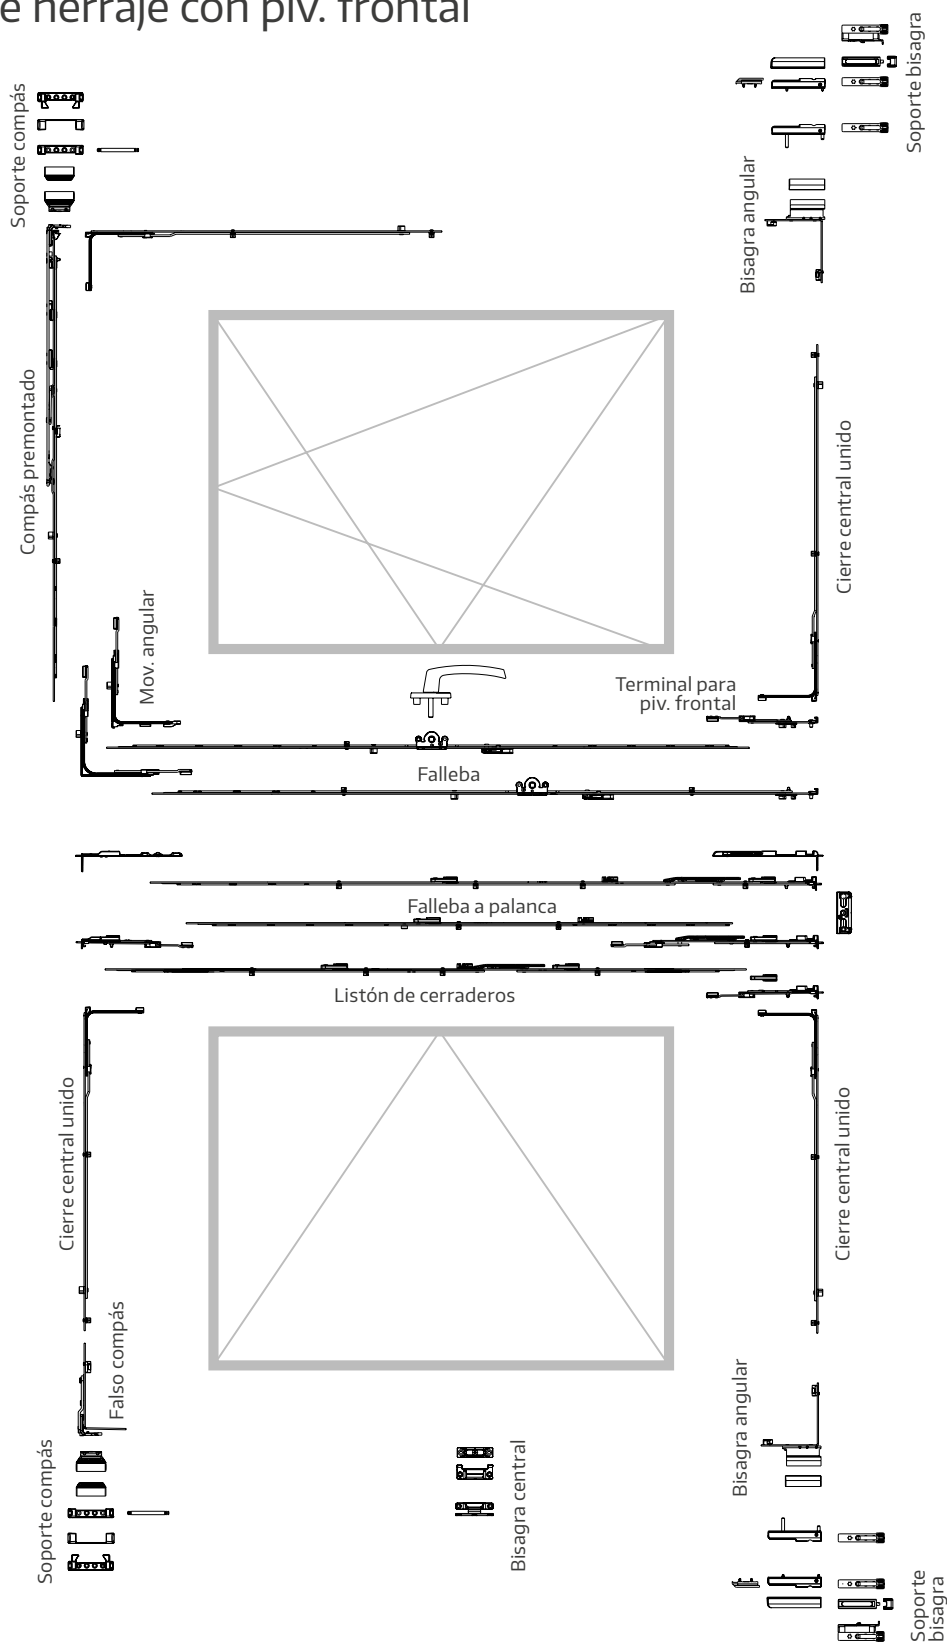 e herraje con piv. frontal
Soporte compás
Soporte bisagra
Bisagra angular
Compás premontado
Cierre central unido
Mov. angular
Terminal para
piv. frontal
Falleba
Falleba a palanca
Listón de cerraderos
Cierre central unido
Cierre central unido
Falso compás
Bisagra angular
Soporte compás
Bisagra central
Soporte
bisagra